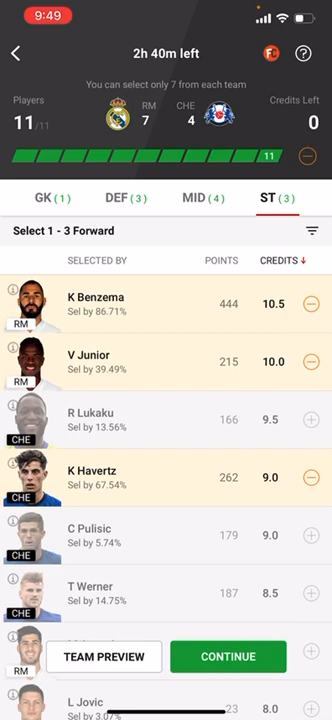 9:49
2h 40m left
FC
?
You can select only 7 from each team
Players
RM
CHE
Credits Left
11/11
7
4
0
11
GK (1)
DEF (3)
MID (4)
ST (3)
Select 1 - 3 Forward
SELECTED BY
POINTS
CREDITS ↓
K Benzema
Sel by 86.71%
444
10.5
RM
V Junior
Sel by 39.49%
215
10.0
RM
R Lukaku
Sel by 13.56%
166
9.5
CHE
K Havertz
Sel by 67.54%
262
9.0
CHE
C Pulisic
Sel by 5.74%
179
9.0
CHE
T Werner
Sel by 14.75%
187
8.5
CHE
RM
TEAM PREVIEW
CONTINUE
L Jovic
Sel by 3.07%
23
8.0